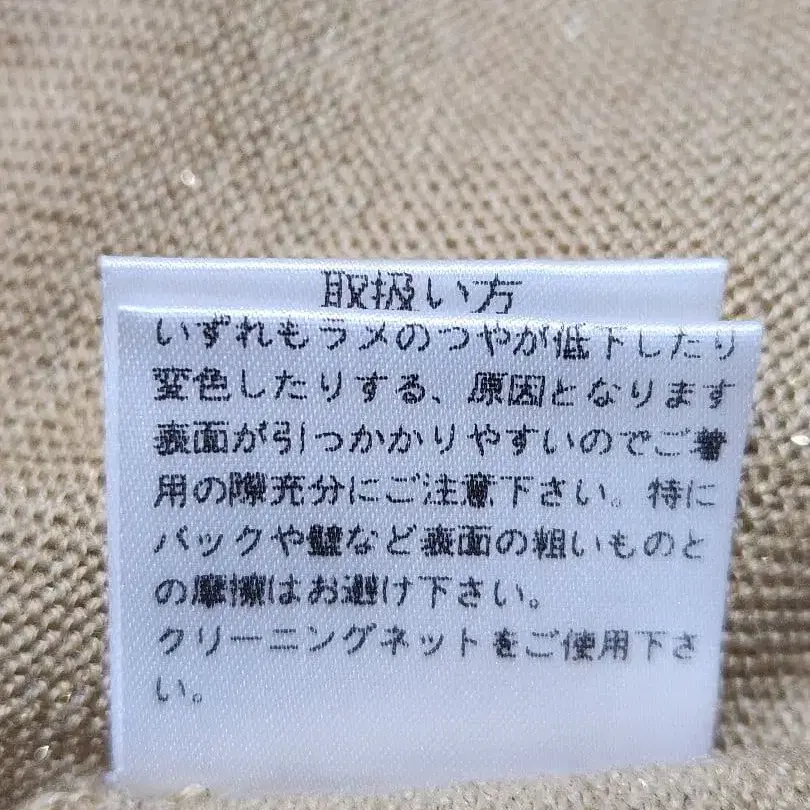 取扱い方
いずれもラメのつやが低下したり
変色したりする、原因となります
表面が引つかかりやすいのでご着
用の隙充分にご注意下さい。特に
バックや壁など表面の粗いものと
の摩擦はお避け下さい。
クリーニングネットをご使用下さ
い。